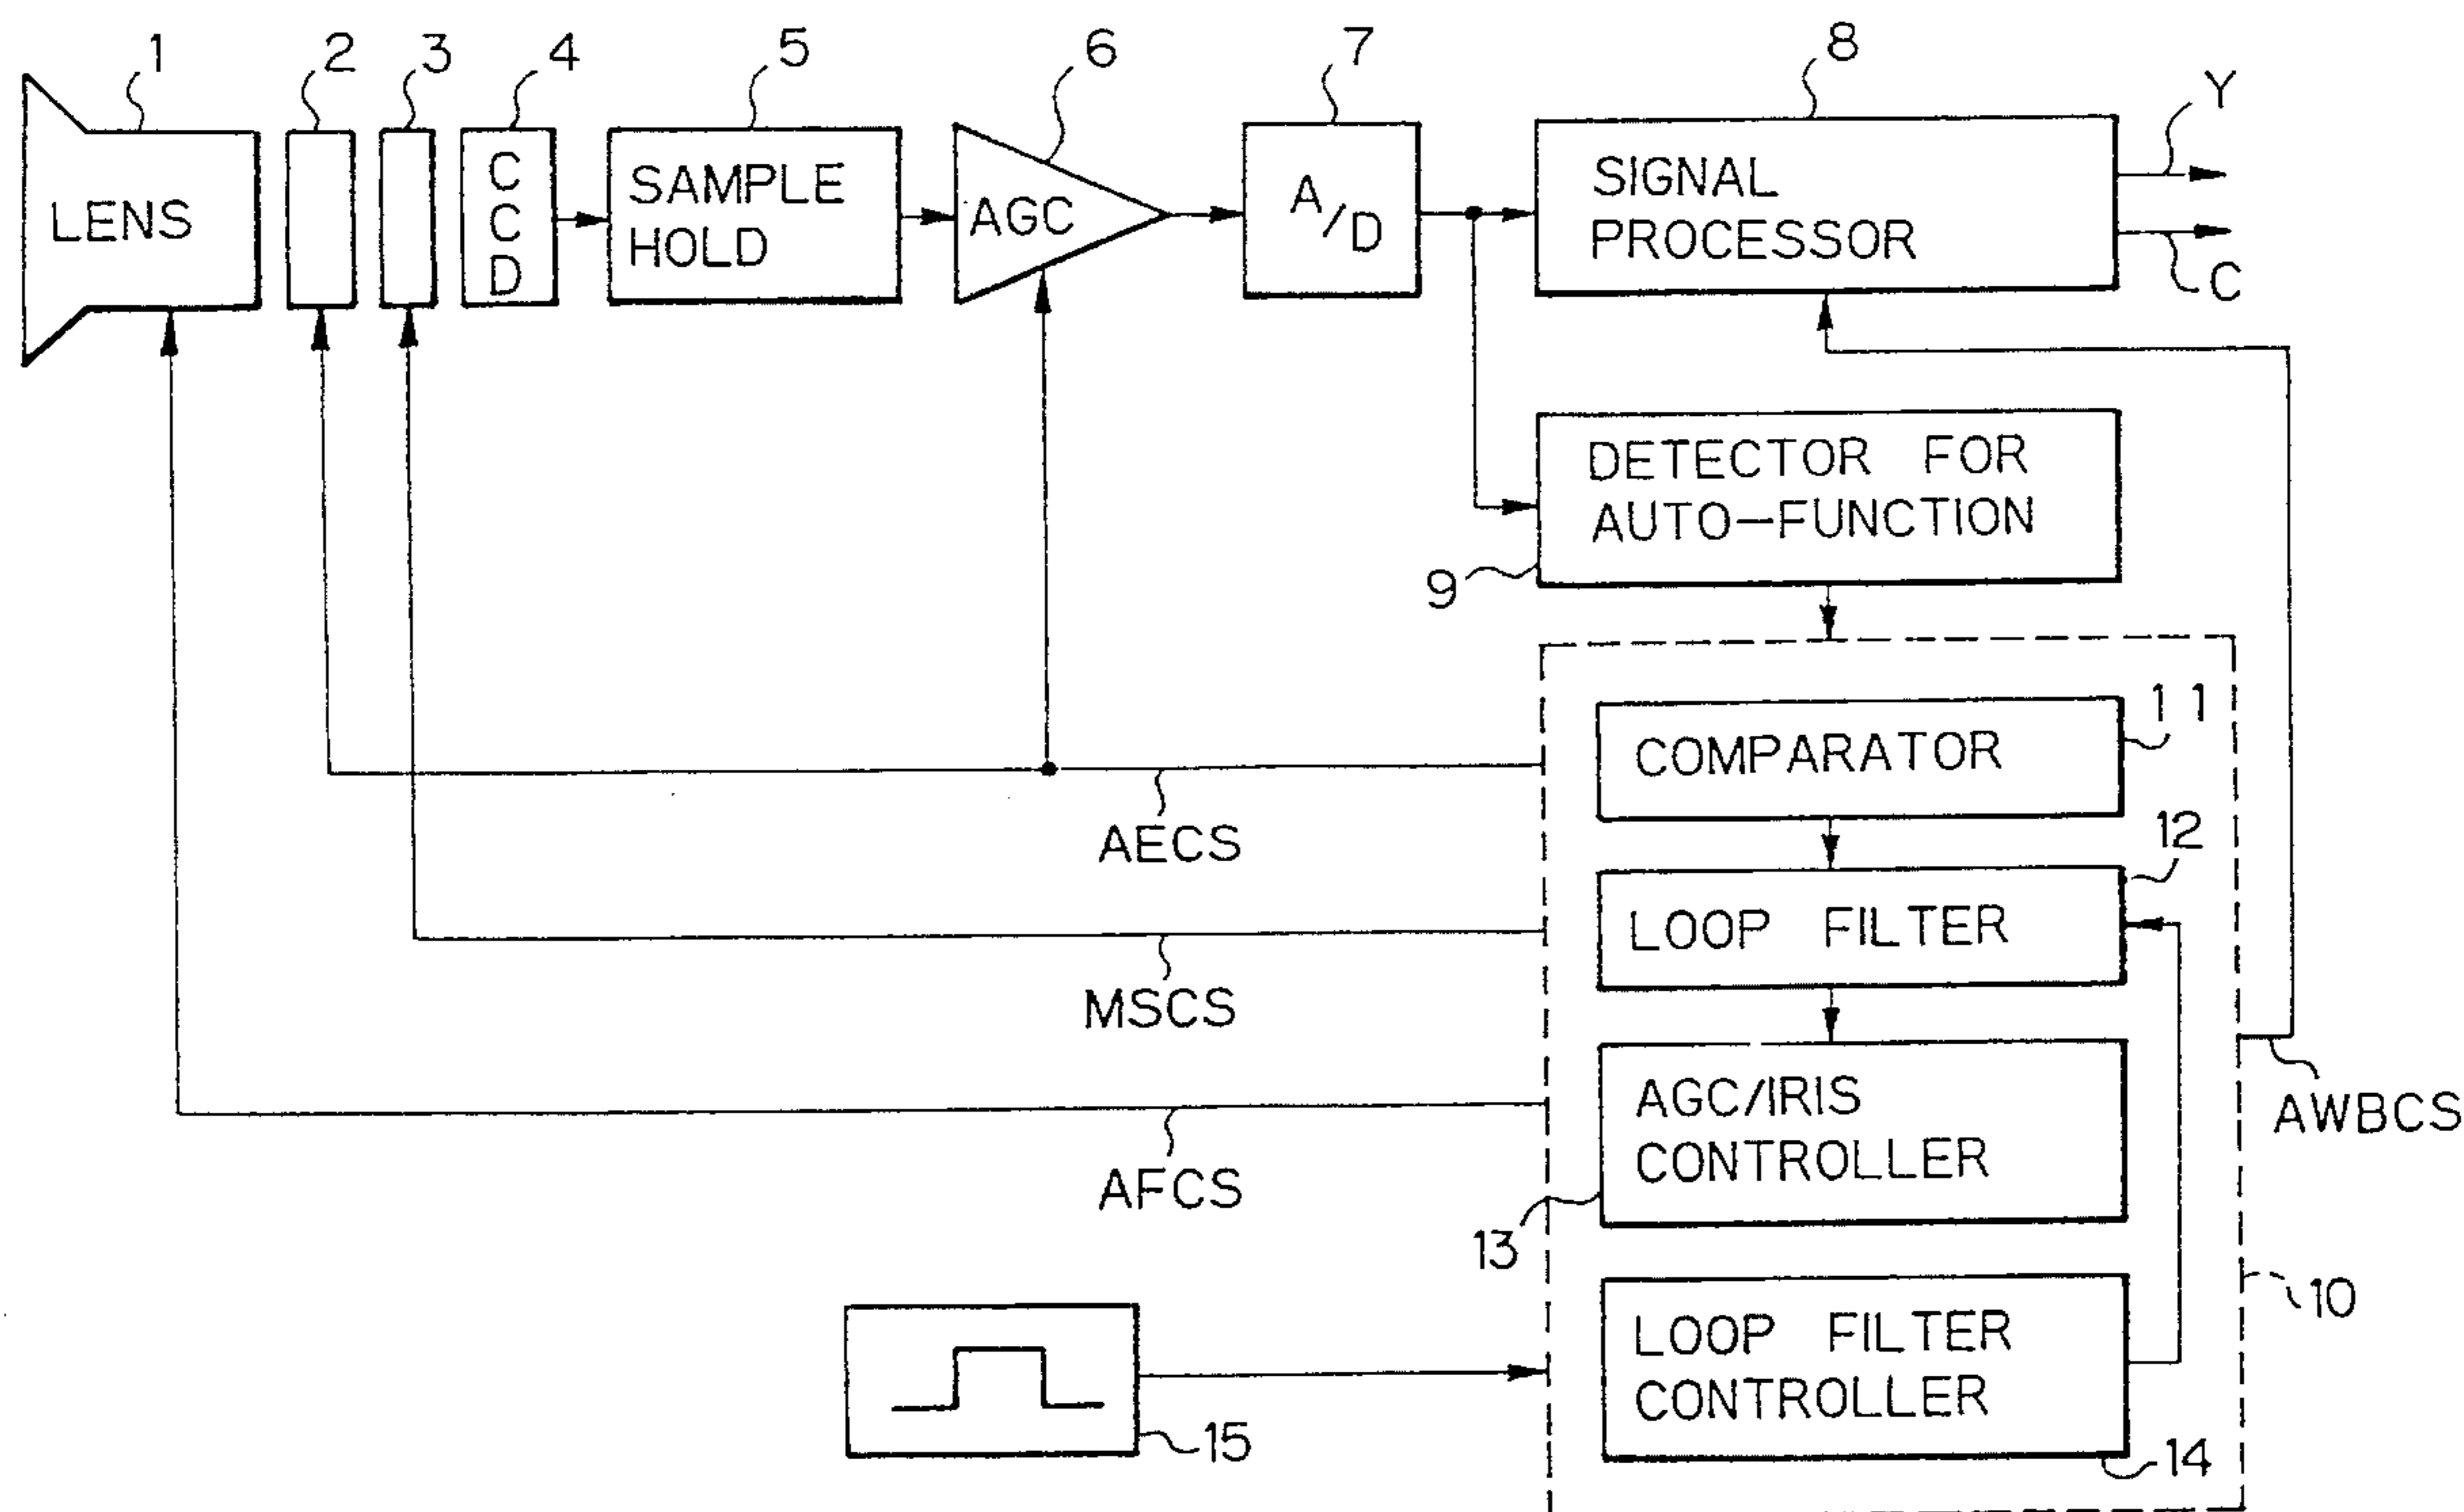 1
2
3
4
5
6
7
8
Y
LENS
C
C
D
SAMPLE
HOLD
AGC
A/D
SIGNAL
PROCESSOR
C
DETECTOR FOR
AUTO-FUNCTION
9
11
COMPARATOR
AECS
12
LOOP FILTER
MSCS
AGC/IRIS
CONTROLLER
AWBCS
AFCS
13
10
LOOP FILTER
CONTROLLER
15
14